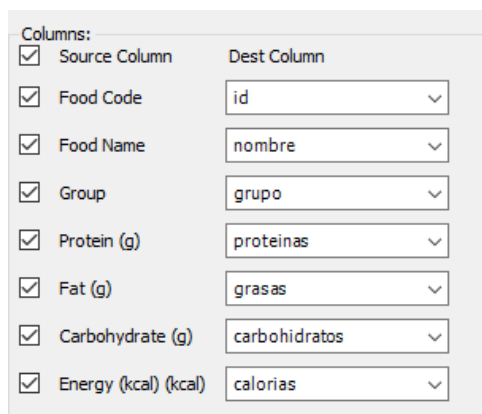 Columns:
Source Column Dest Column
Food Code id
Food Name nombre
Group grupo
Protein (g) proteinas
Fat (g) grasas
Carbohydrate (g) carbohidratos
Energy (kcal) (kcal) calorias